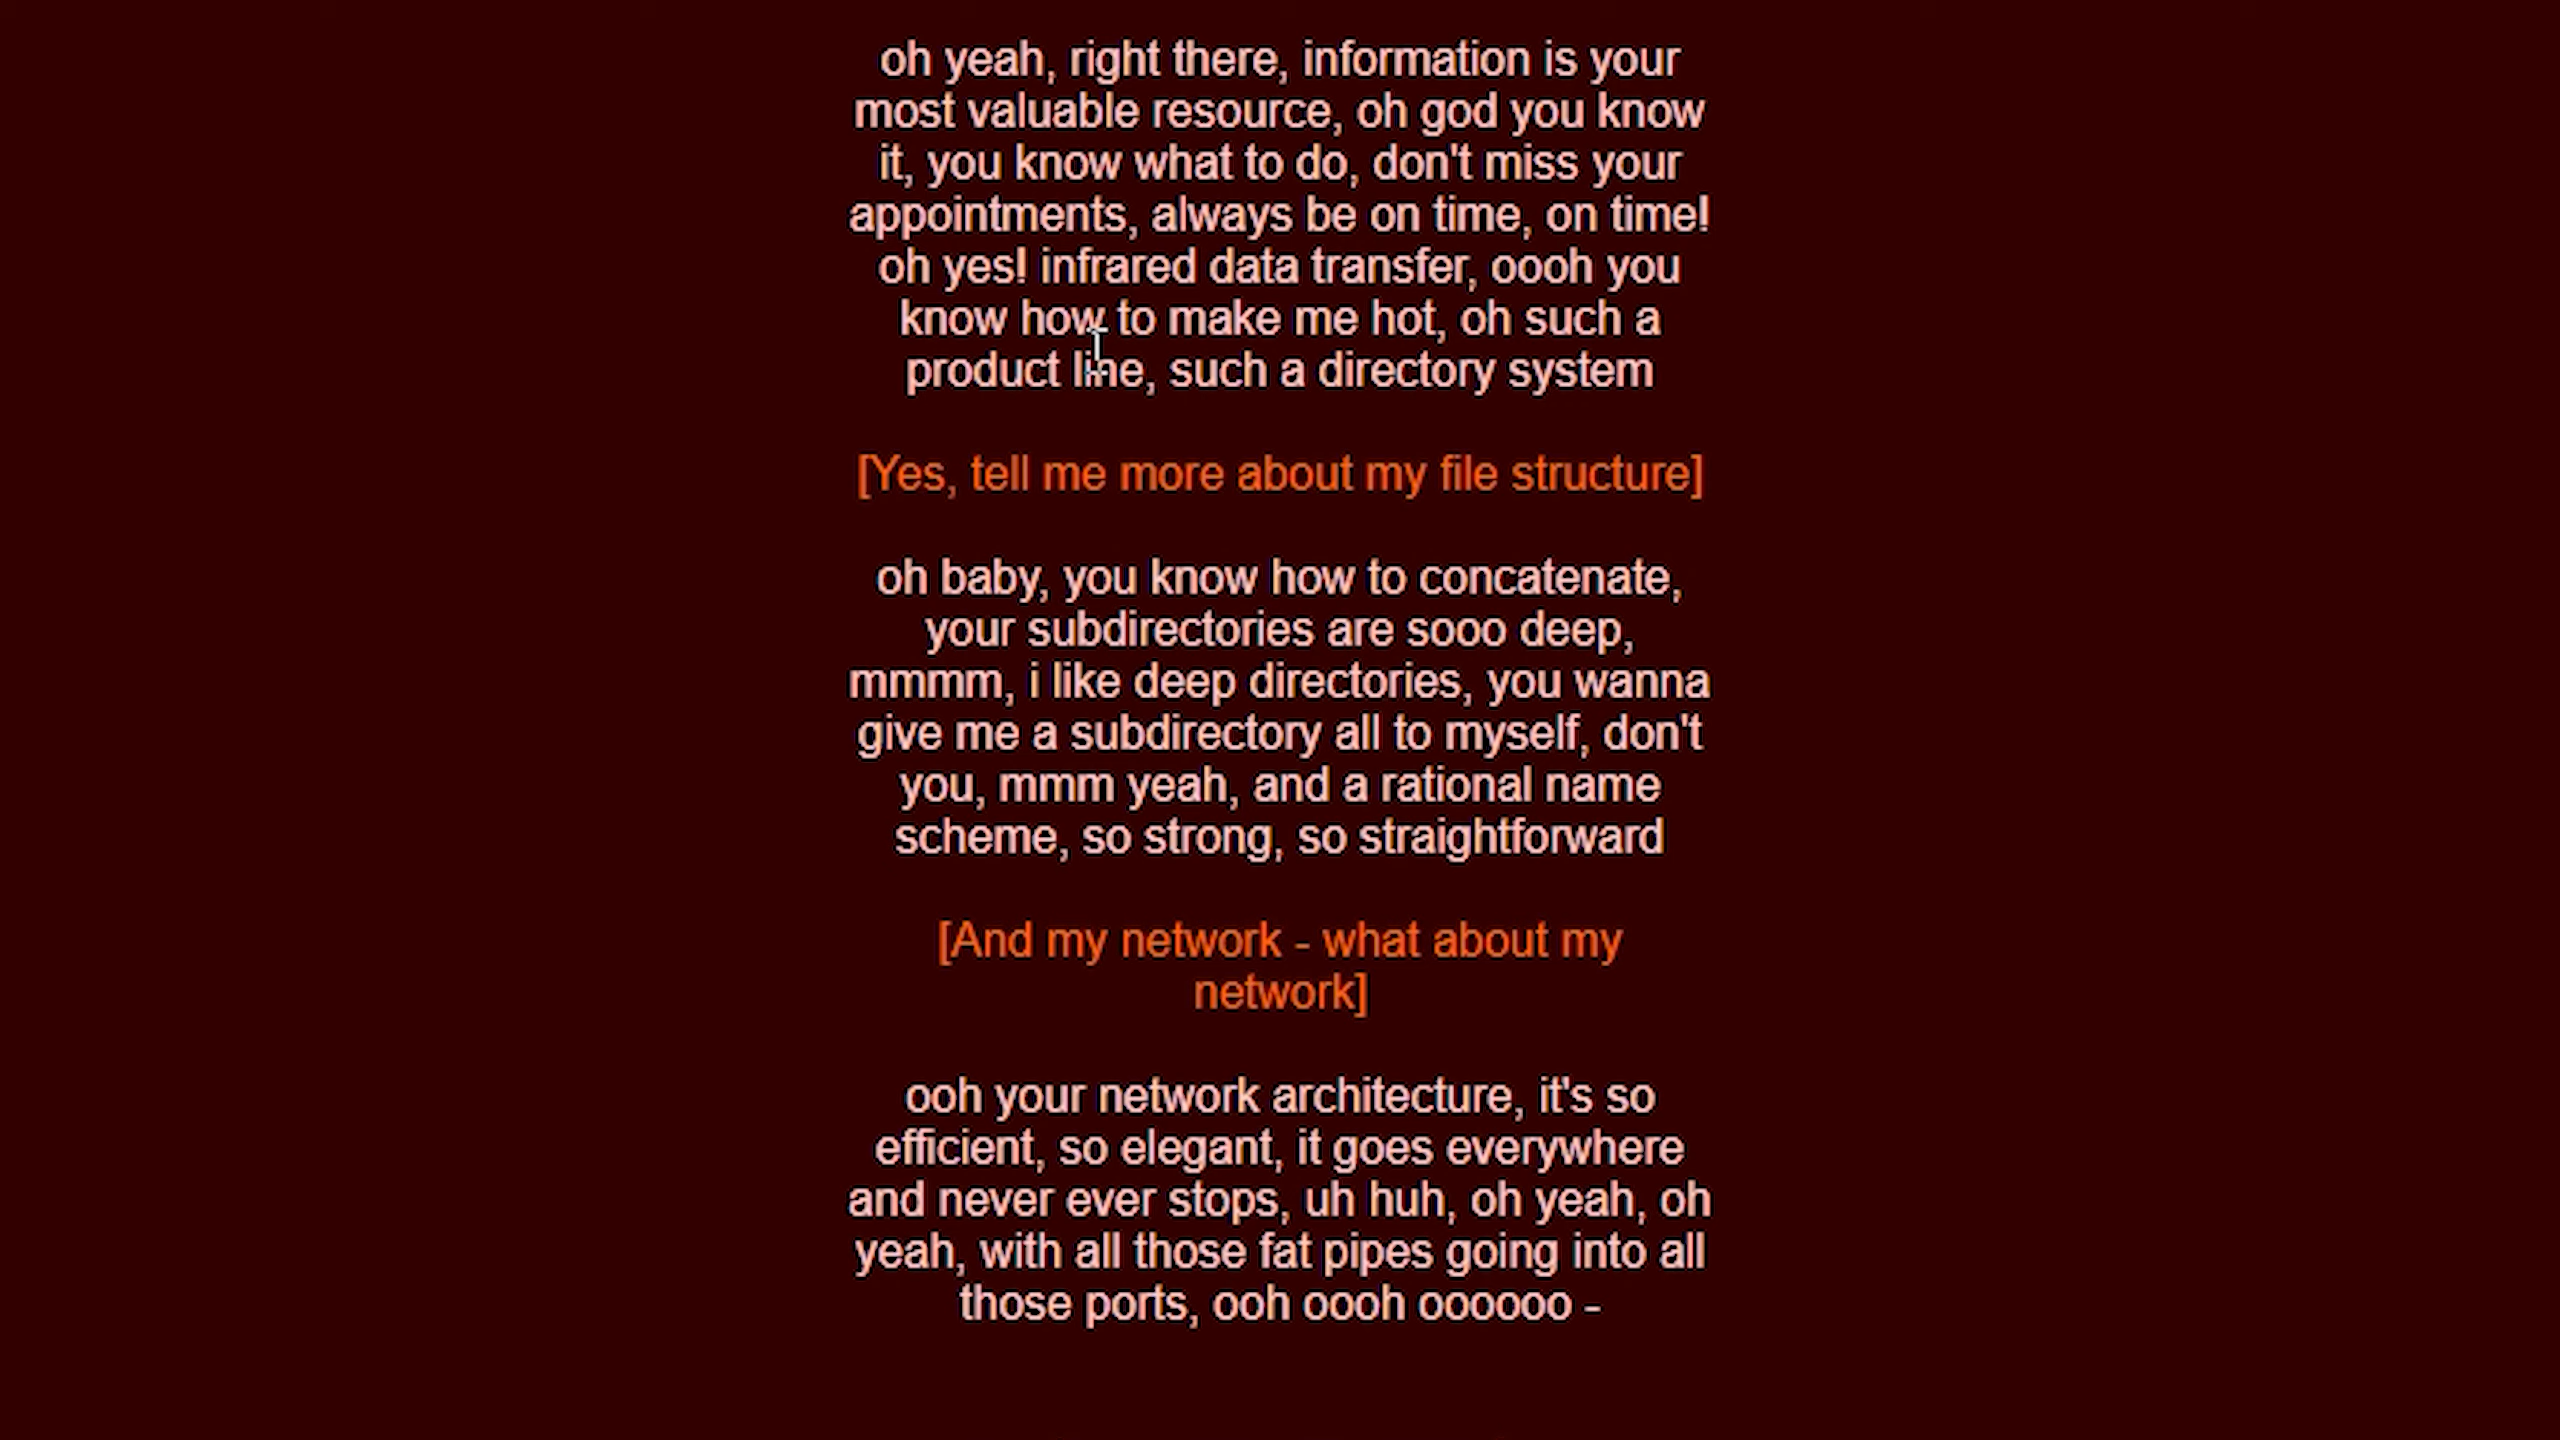 oh yeah, right there, information is your
most valuable resource, oh god you know
it, you know what to do, don't miss your
appointments, always be on time, on time!
oh yes! infrared data transfer, oooh you
know how to make me hot, oh such a
product line, such a directory system
[Yes, tell me more about my file structure]
oh baby, you know how to concatenate,
your subdirectories are sooo deep,
mmmm, i like deep directories, you wanna
give me a subdirectory all to myself, don't
you, mmm yeah, and a rational name
scheme, so strong, so straightforward
[And my network - what about my
network]
ooh your network architecture, it's so
efficient, so elegant, it goes everywhere
and never ever stops, uh huh, oh yeah, oh
yeah, with all those fat pipes going into all
those ports, ooh oooh oooooo -